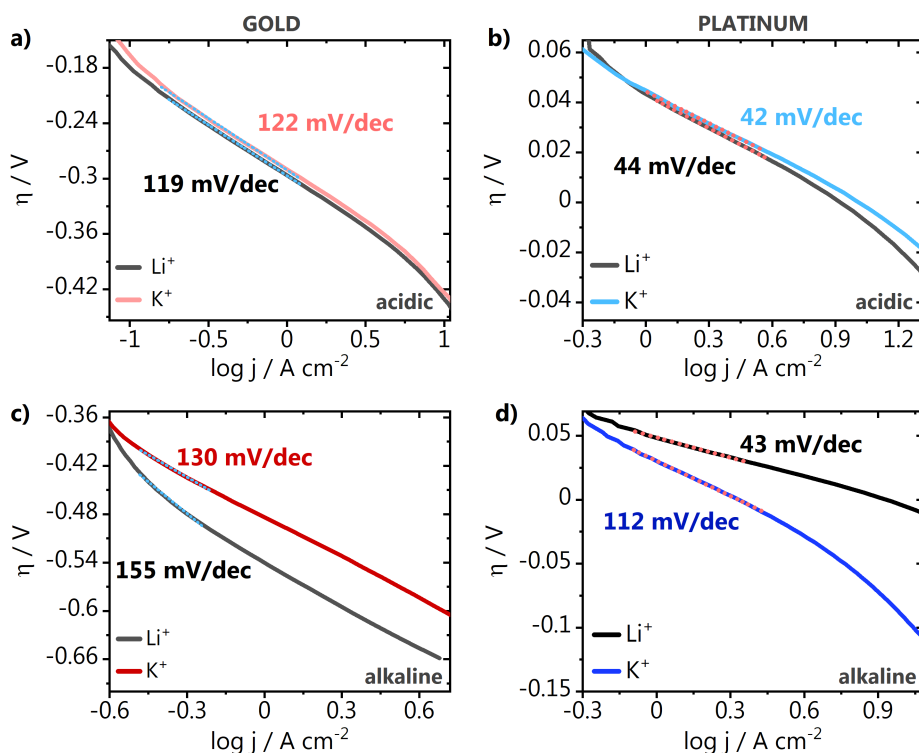 GOLD
PLATINUM
a)
-0.18
-0.24
-0.3
-0.36
-0.42
η / V
122 mV/dec
119 mV/dec
Li⁺
K⁺
acidic
-1
-0.5
0
0.5
1
log j / A cm⁻²
b)
0.06
0.04
0.02
0
-0.02
-0.04
η / V
42 mV/dec
44 mV/dec
Li⁺
K⁺
acidic
-0.3
0
0.3
0.6
0.9
1.2
log j / A cm⁻²
c)
-0.36
-0.42
-0.48
-0.54
-0.6
-0.66
η / V
130 mV/dec
155 mV/dec
Li⁺
K⁺
alkaline
-0.6
-0.3
0
0.3
0.6
log j / A cm⁻²
d)
0.05
0
-0.05
-0.1
-0.15
η / V
43 mV/dec
112 mV/dec
Li⁺
K⁺
alkaline
-0.3
0
0.3
0.6
0.9
log j / A cm⁻²